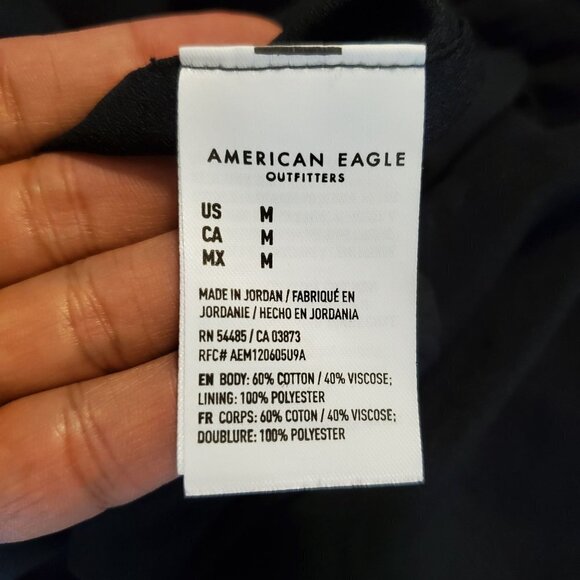 AMERICAN EAGLE
OUTFITTERS
US M
CA M
MX M
MADE IN JORDAN / FABRIQUÉ EN
JORDANIE / HECHO EN JORDANIA
RN 54485 / CA 03873
RFC# AEM120605U9A
EN BODY: 60% COTTON / 40% VISCOSE;
LINING: 100% POLYESTER
FR CORPS: 60% COTON / 40% VISCOSE;
DOUBLURE: 100% POLYESTER